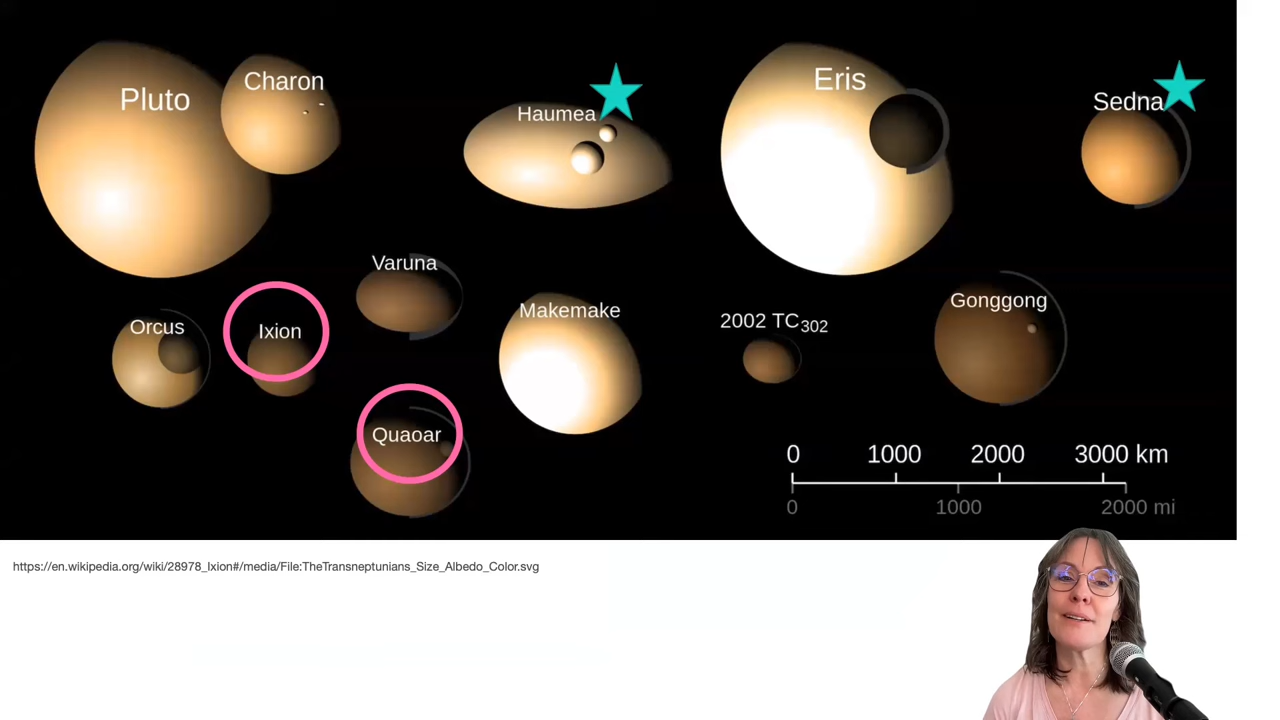 Pluto
Charon
Haumea
Eris
Sedna
Varuna
Orcus
Ixion
Makemake
2002 TC302
Gonggong
Quaoar
0 1000 2000 3000 km
0 1000 2000 mi
https://en.wikipedia.org/wiki/28978_Ixion#/media/File:TheTransneptunians_Size_Albedo_Color.svg